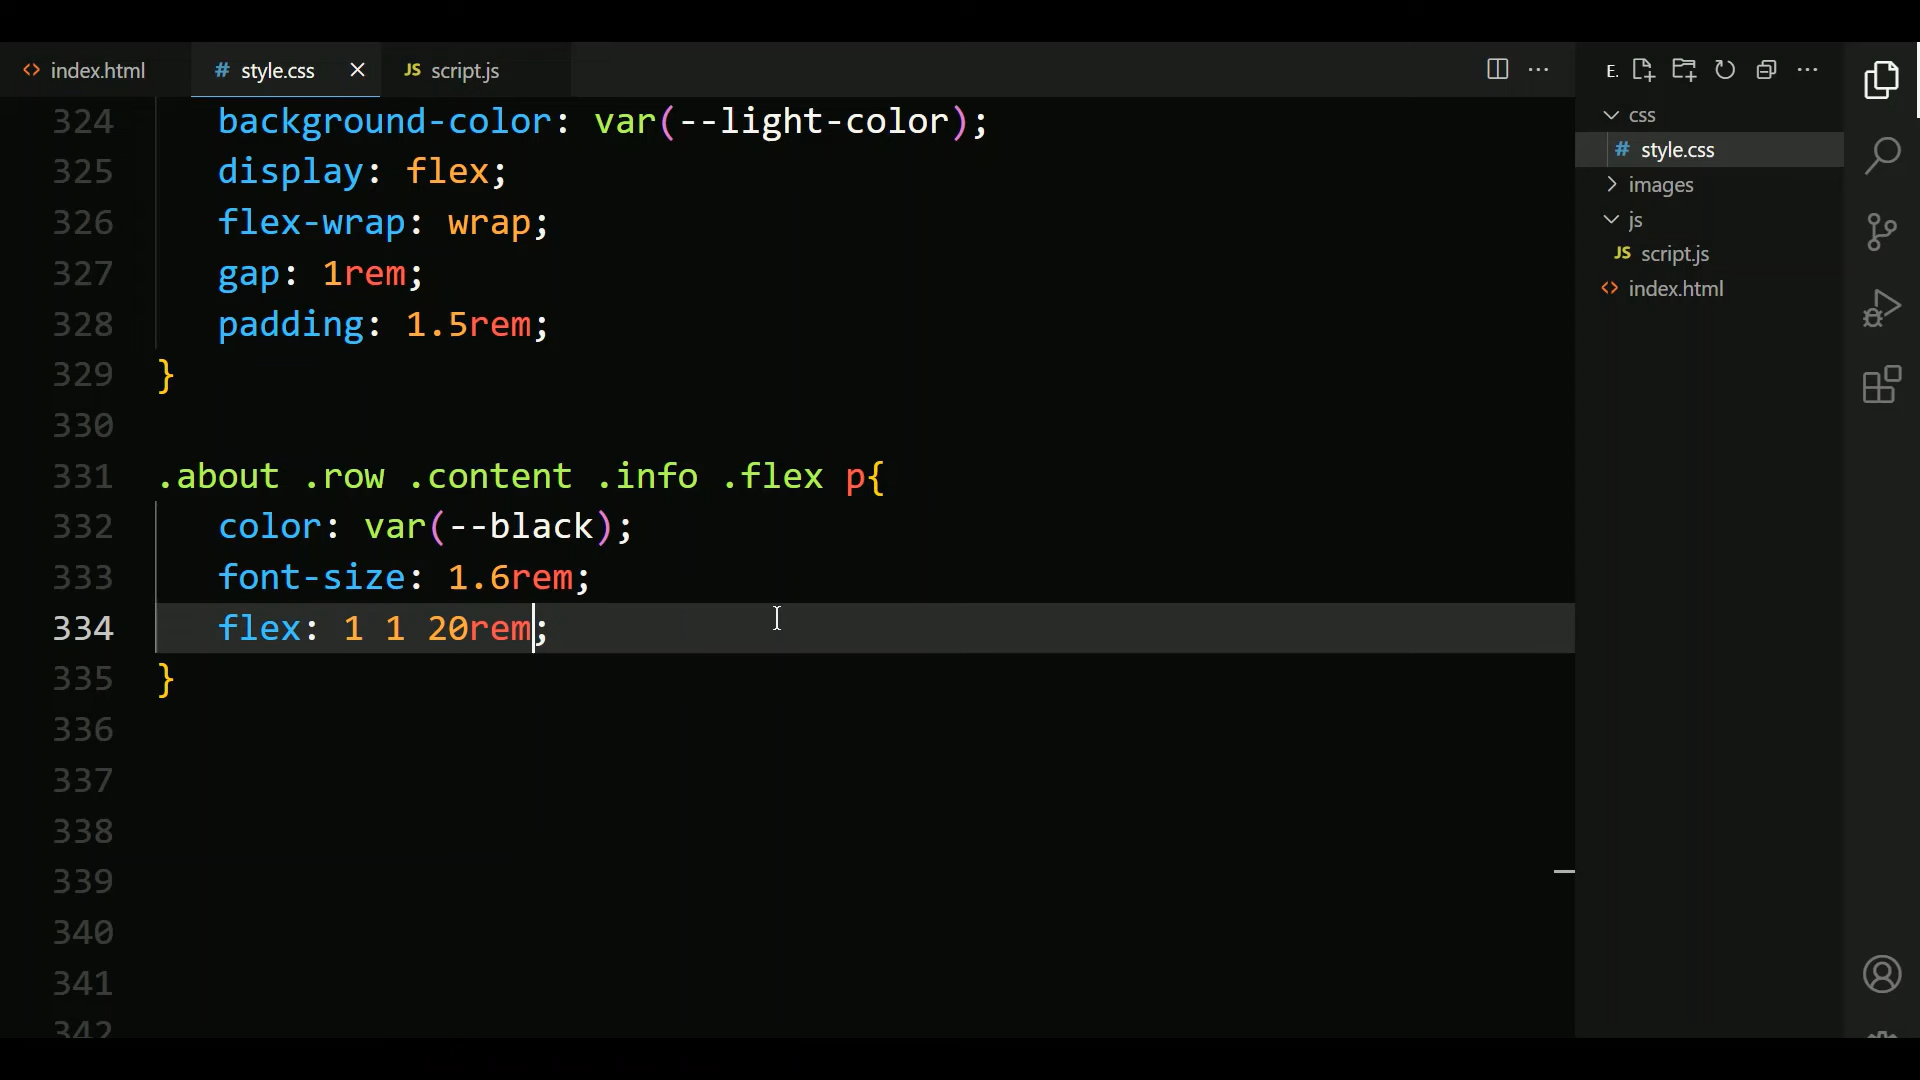 index.html
# style.css
JS script.js
E.
324 background-color: var(--light-color);
325 display: flex;
326 flex-wrap: wrap;
327 gap: 1rem;
328 padding: 1.5rem;
329 }
330
331 .about .row .content .info .flex p{
332 color: var(--black);
333 font-size: 1.6rem;
334 flex: 1 1 20rem;
335 }
336
337
338
339
340
341
342
css
# style.css
images
js
JS script.js
index.html